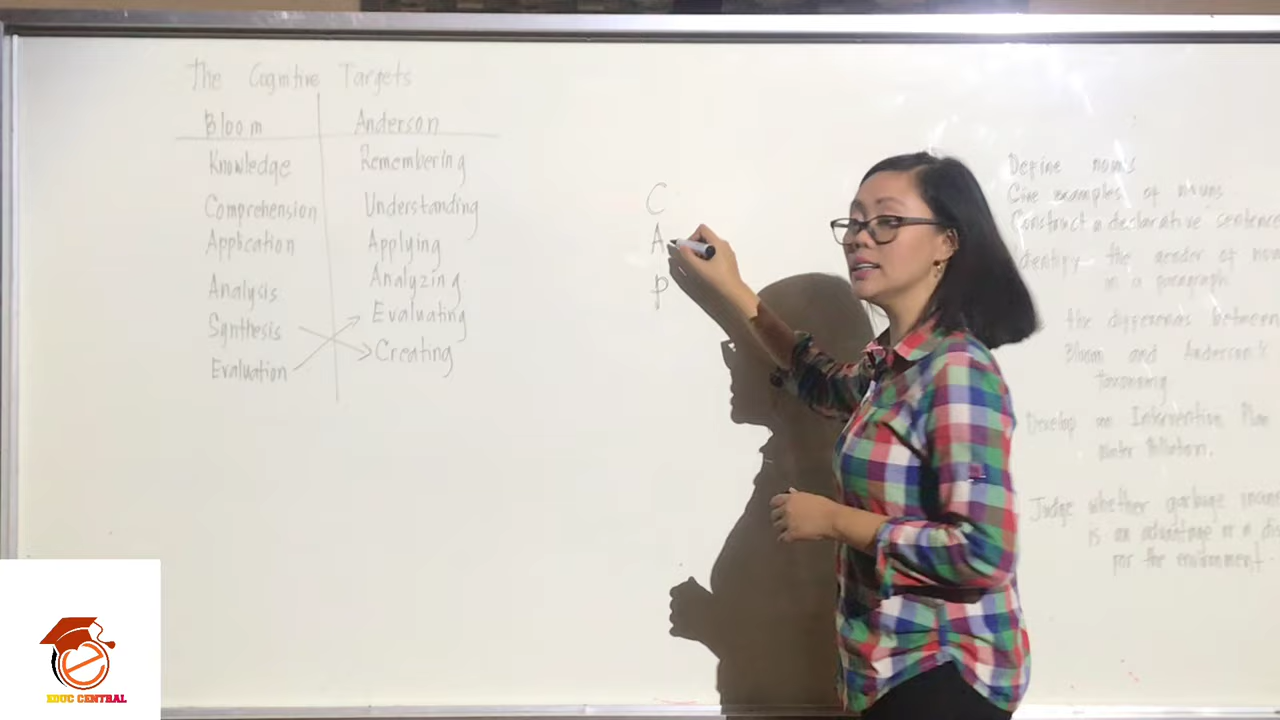 The Cognitive Targets
Bloom Anderson
Knowledge Remembering
Comprehension Understanding
Application Applying
Analysis Analyzing
Synthesis Evaluating
Evaluation Creating
C
A
P
Define nouns
Give examples of nouns
Construct a declarative sentence
Identify the gender of
in a paragraph
the differences between
Bloom and Anderson's
taxonomy
Develop an Intervention Plan
Water Pollution.
Judge whether garbage
is an advantage or a
for the environment.
EDUC CENTRAL